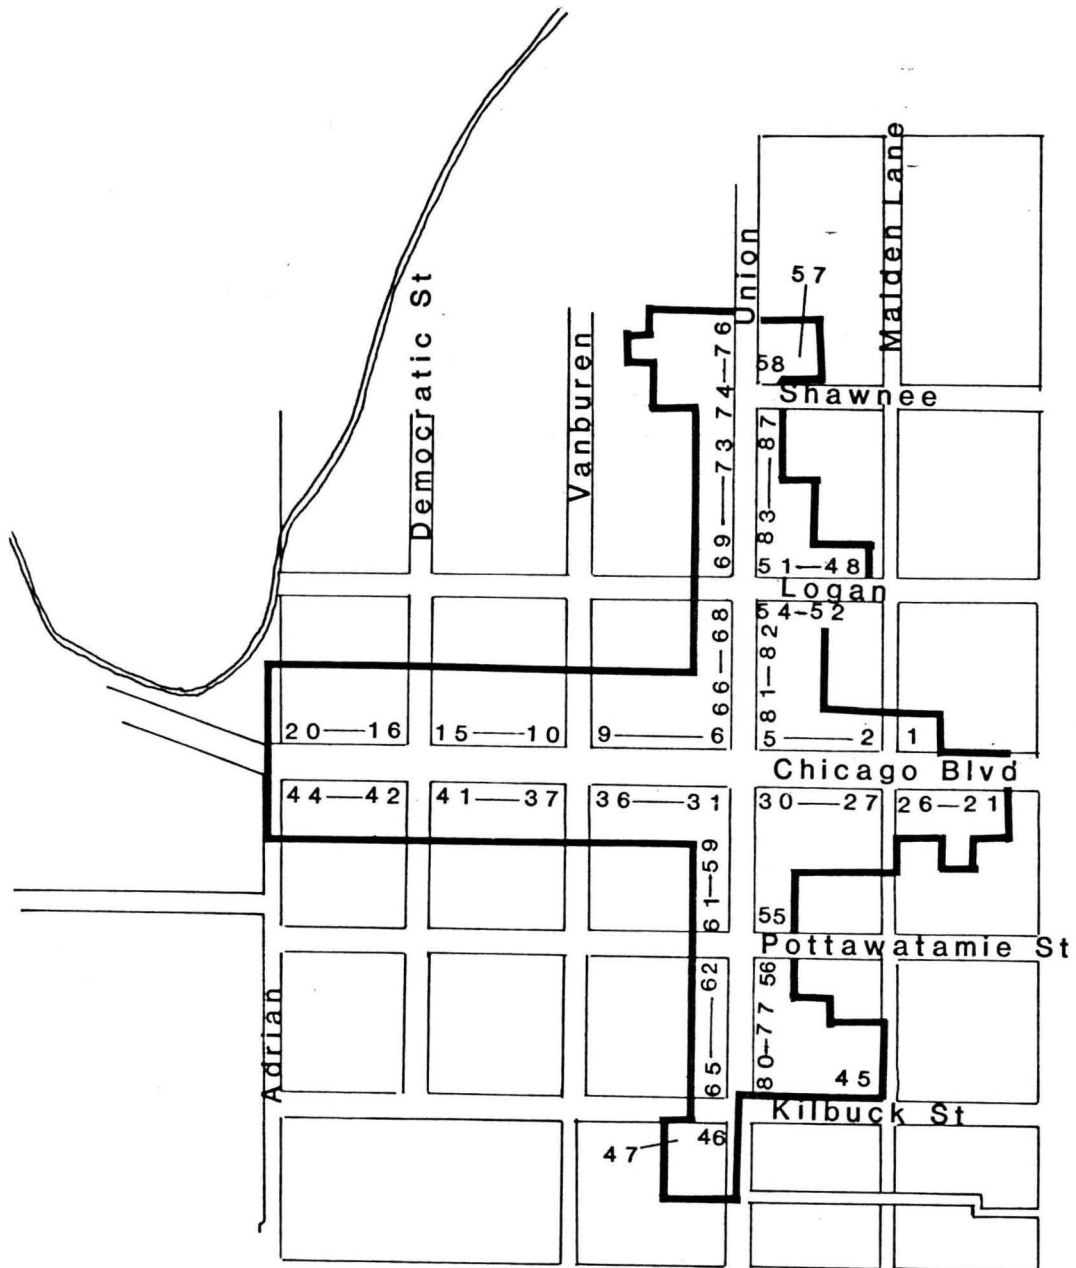 Maiden Lane
Union
57
Democratic St
Vanburen
58
74—76
Shawnee
69——73
83——87
51—48
Logan
54-52
66—68
81—82
20——16
15——10
9——6
5——2
1
Chicago Blvd
44——42
41——37
36——31
30——27
26—21
61—59
55
Pottawatamie St
56
65——62
80-77
Adrian
45
Kilbuck St
46
47